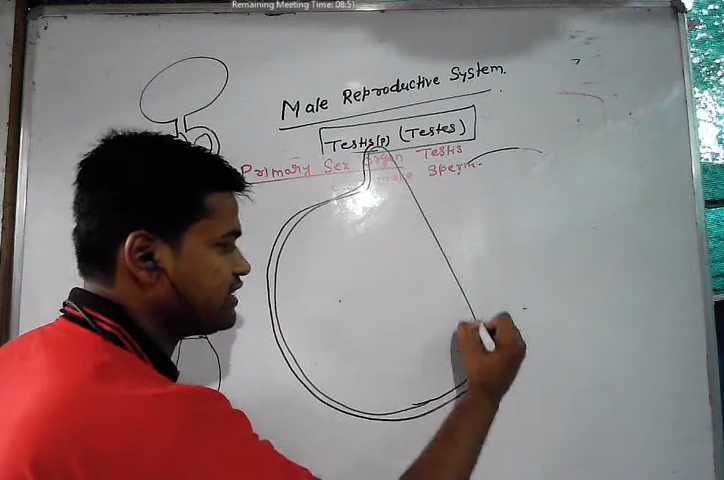 Remaining Meeting Time: 08:51
Male Reproductive System.
Testis(P) (Testes)
Primary Sex Organ Testis
Sperm.